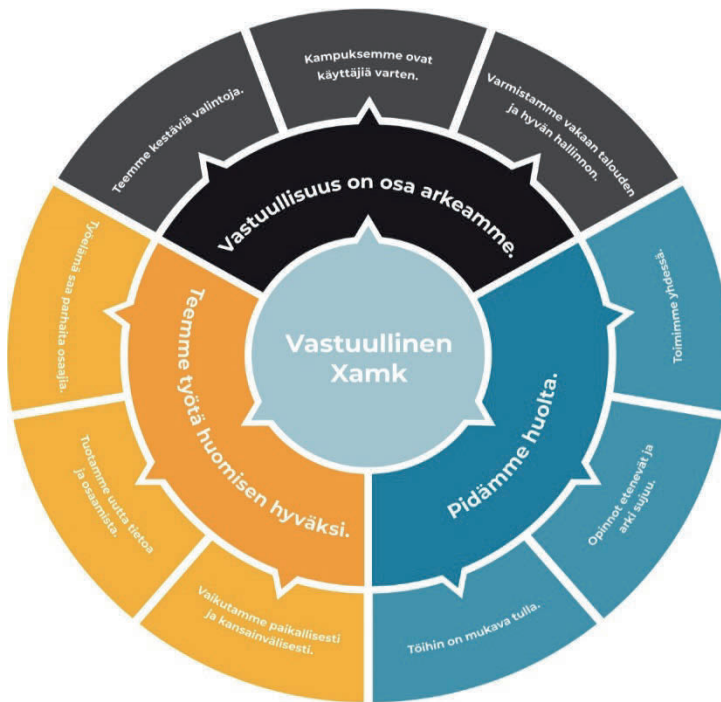 Vastuullinen
Xamk
Vastuullisuus on osa arkeamme.
Teemme kestäviä valintoja.
Kampuksemme ovat
käyttäjiä varten.
Varmistamme vakaan talouden
ja hyvän hallinnon.
Pidämme huolta.
Toimimme yhdessä.
Opinnot etenevät ja
arki sujuu.
Töihin on mukava tulla.
Teemme työtä huomisen hyväksi.
Vaikutamme paikallisesti
ja kansainvälisesti.
Tuotamme uutta tietoa
ja osaamista.
Työelämä saa parhaita osaajia.